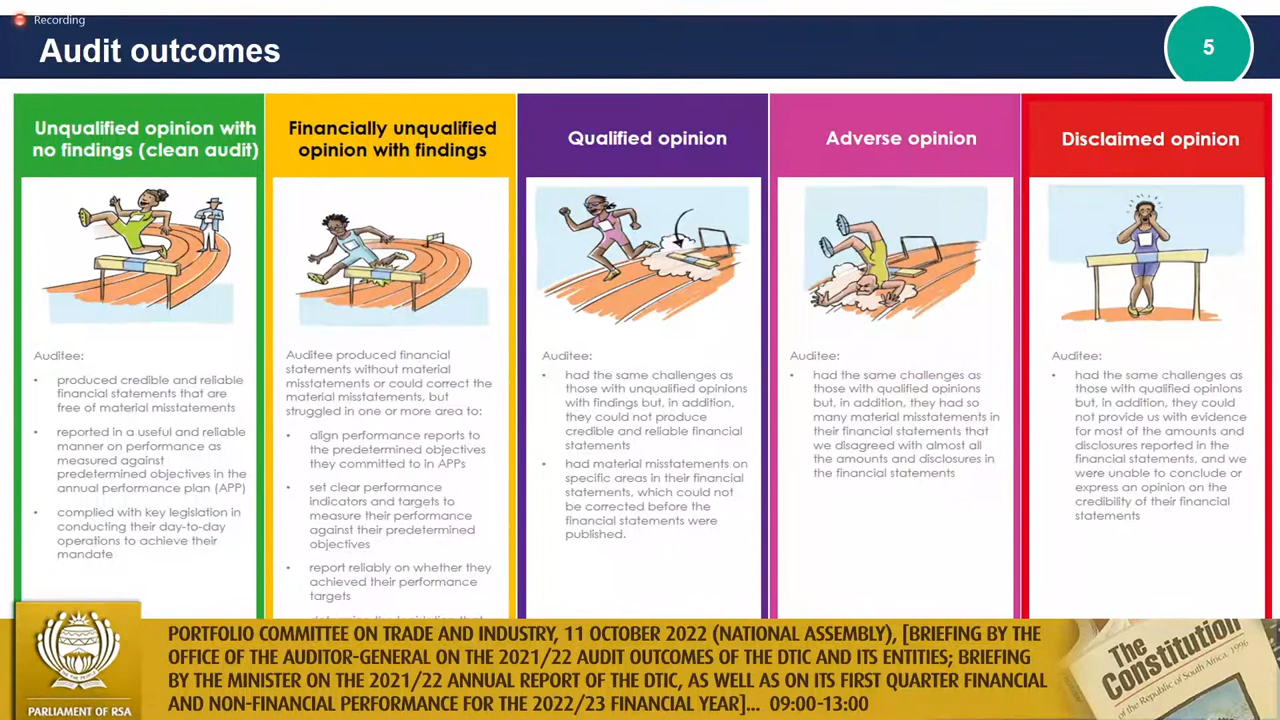 Recording
Audit outcomes
5
Unqualified opinion with
no findings (clean audit)
Auditee:
• produced credible and reliable
financial statements that are
free of material misstatements
• reported in a useful and reliable
manner on performance as
measured against
predetermined objectives in the
annual performance plan (APP)
• complied with key legislation in
conducting their day-to-day
operations to achieve their
mandate
Financially unqualified
opinion with findings
Auditee produced financial
statements without material
misstatements or could correct the
material misstatements, but
struggled in one or more area to:
• align performance reports to
the predetermined objectives
they committed to in APPs
• set clear performance
indicators and targets to
measure their performance
against their predetermined
objectives
• report reliably on whether they
achieved their performance
targets
Qualified opinion
Auditee:
• had the same challenges as
those with unqualified opinions
with findings but, in addition,
they could not produce
credible and reliable financial
statements
• had material misstatements on
specific areas in their financial
statements, which could not
be corrected before the
financial statements were
published.
Adverse opinion
Auditee:
• had the same challenges as
those with qualified opinions
but, in addition, they had so
many material misstatements in
their financial statements that
we disagreed with almost all
the amounts and disclosures in
the financial statements
Disclaimed opinion
Auditee:
• had the same challenges as
those with qualified opinions
but, in addition, they could
not provide us with evidence
for most of the amounts and
disclosures reported in the
financial statements, and we
were unable to conclude or
express an opinion on the
credibility of their financial
statements
PARLIAMENT OF RSA
PORTFOLIO COMMITTEE ON TRADE AND INDUSTRY, 11 OCTOBER 2022 (NATIONAL ASSEMBLY), [BRIEFING BY THE
OFFICE OF THE AUDITOR-GENERAL ON THE 2021/22 AUDIT OUTCOMES OF THE DTIC AND ITS ENTITIES; BRIEFING
BY THE MINISTER ON THE 2021/22 ANNUAL REPORT OF THE DTIC, AS WELL AS ON ITS FIRST QUARTER FINANCIAL
AND NON-FINANCIAL PERFORMANCE FOR THE 2022/23 FINANCIAL YEAR]... 09:00-13:00
The
Constitution
of the Republic of South Africa, 1996